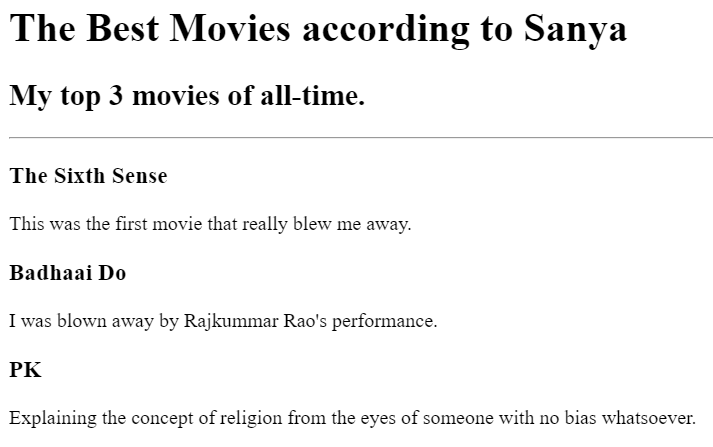 The Best Movies according to Sanya
My top 3 movies of all-time.
The Sixth Sense
This was the first movie that really blew me away.
Badhaai Do
I was blown away by Rajkummar Rao's performance.
PK
Explaining the concept of religion from the eyes of someone with no bias whatsoever.